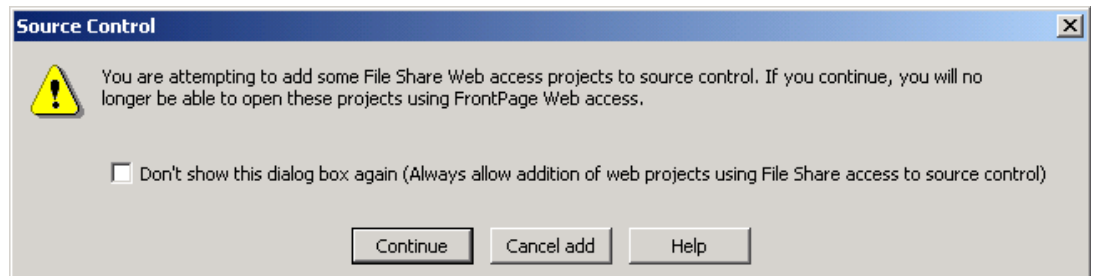 Source Control
You are attempting to add some File Share Web access projects to source control. If you continue, you will no
longer be able to open these projects using FrontPage Web access.
Don't show this dialog box again (Always allow addition of web projects using File Share access to source control)
Continue Cancel add Help